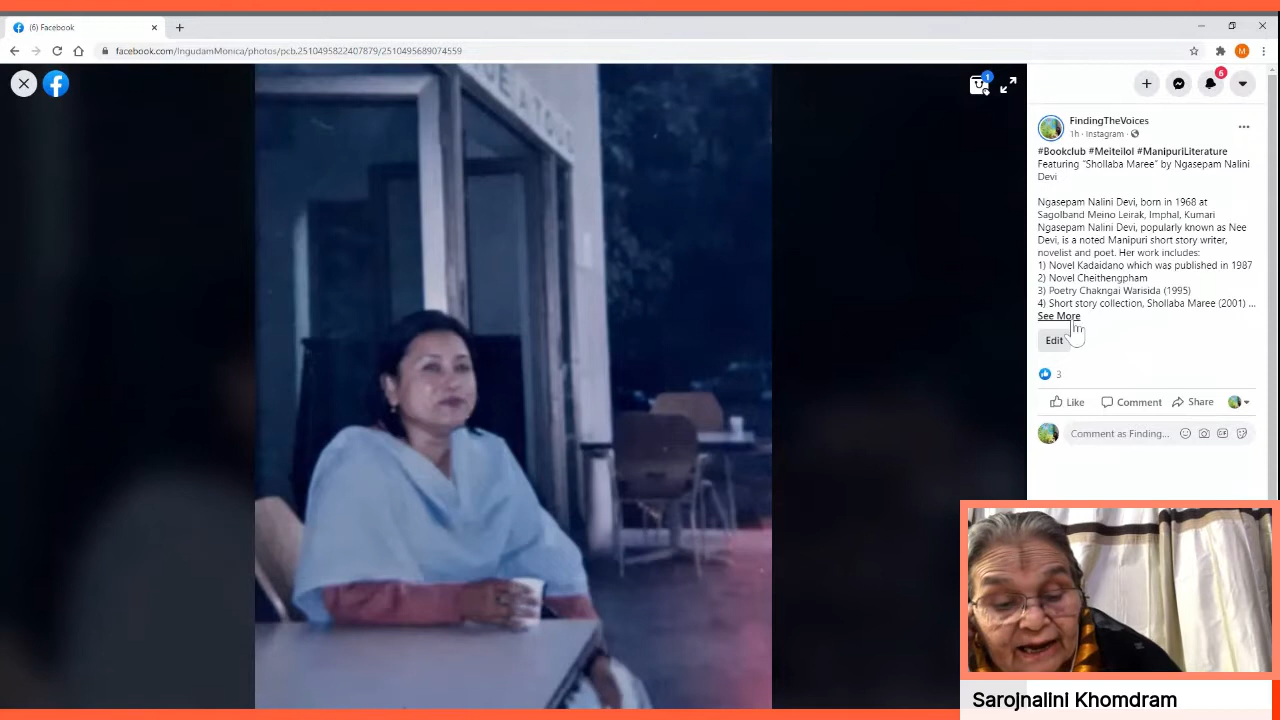 (6) Facebook
facebook.com/IngudamMonica/photos/pcb.2510495822407879/2510495689074559
M
1
6
FindingTheVoices
1h · Instagram ·
#Bookclub #Meiteilol #ManipuriLiterature
Featuring "Shollaba Maree" by Ngasepam Nalini
Devi
Ngasepam Nalini Devi, born in 1968 at
Sagolband Meino Leirak, Imphal, Kumari
Ngasepam Nalini Devi, popularly known as Nee
Devi, is a noted Manipuri short story writer,
novelist and poet. Her work includes:
1) Novel Kadaidano which was published in 1987
2) Novel Cheithengpham
3) Poetry Chakngai Warisida (1995)
4) Short story collection, Shollaba Maree (2001) ...
See More
Edit
3
Like Comment Share
Comment as Finding...
Sarojnalini Khomdram